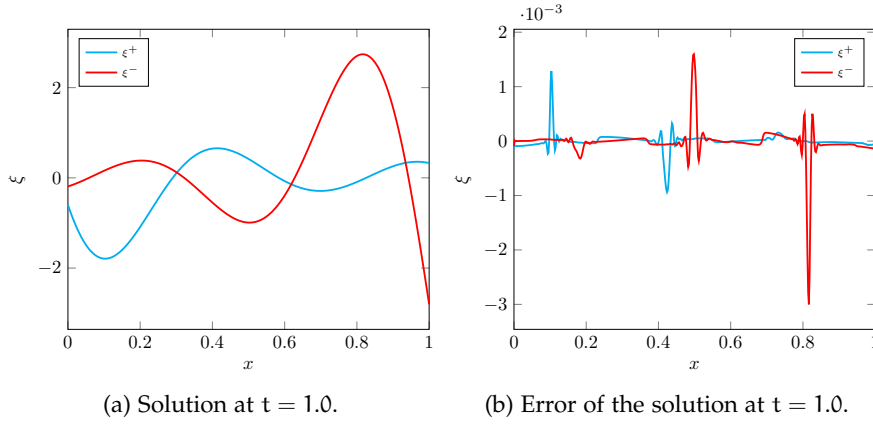 ξ⁺
ξ⁻
2
0
−2
ξ
0
0.2
0.4
0.6
0.8
1
x
(a) Solution at t = 1.0.
·10⁻³
ξ⁺
ξ⁻
2
1
0
−1
−2
−3
ξ
0
0.2
0.4
0.6
0.8
1
x
(b) Error of the solution at t = 1.0.